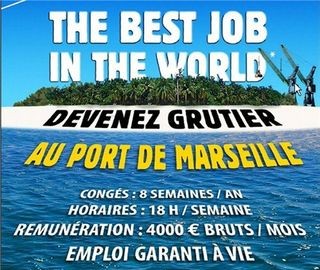 THE BEST JOB
IN THE WORLD*
DEVENEZ GRUTIER
AU PORT DE MARSEILLE
CONGÉS : 8 SEMAINES / AN
HORAIRES : 18 H / SEMAINE
REMUNÉRATION : 4000 € BRUTS / MOIS
EMPLOI GARANTI À VIE